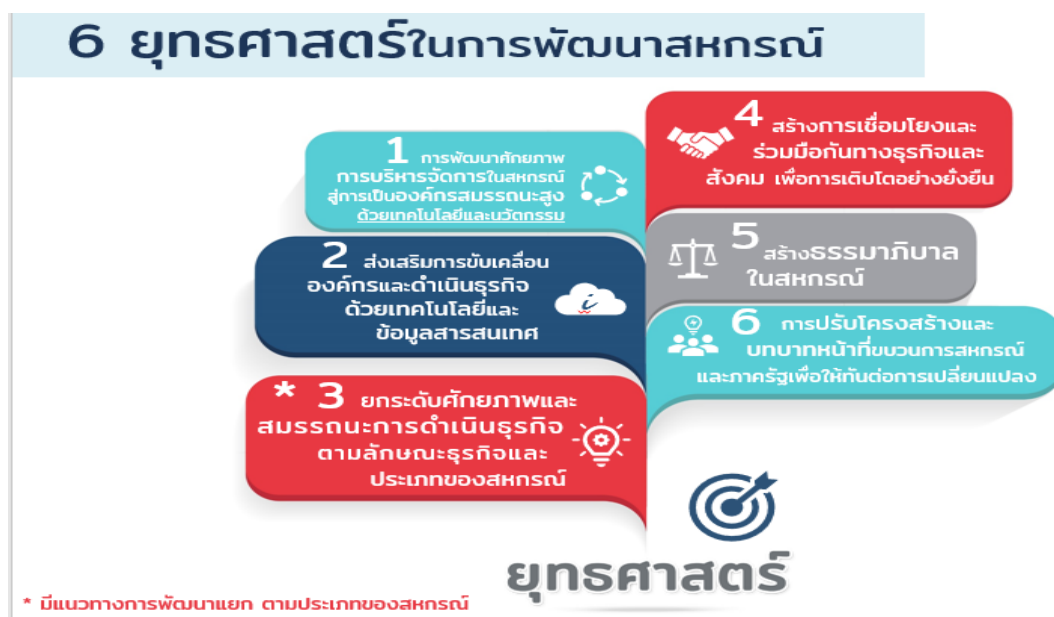 6 ยุทธศาสตร์ในการพัฒนาสหกรณ์
1 การพัฒนาศักยภาพ
การบริหารจัดการในสหกรณ์
สู่การเป็นองค์กรสมรรถนะสูง
ด้วยเทคโนโลยีและนวัตกรรม
2 ส่งเสริมการขับเคลื่อน
องค์กรและดำเนินธุรกิจ
ด้วยเทคโนโลยีและ
ข้อมูลสารสนเทศ
* 3 ยกระดับศักยภาพและ
สมรรถนะการดำเนินธุรกิจ
ตามลักษณะธุรกิจและ
ประเภทของสหกรณ์
4 สร้างการเชื่อมโยงและ
ร่วมมือกันทางธุรกิจและ
สังคม เพื่อการเติบโตอย่างยั่งยืน
5 สร้างธรรมาภิบาล
ในสหกรณ์
6 การปรับโครงสร้างและ
บทบาทหน้าที่ขบวนการสหกรณ์
และภาครัฐเพื่อให้ทันต่อการเปลี่ยนแปลง
ยุทธศาสตร์
* มีแนวทางการพัฒนาแยก ตามประเภทของสหกรณ์